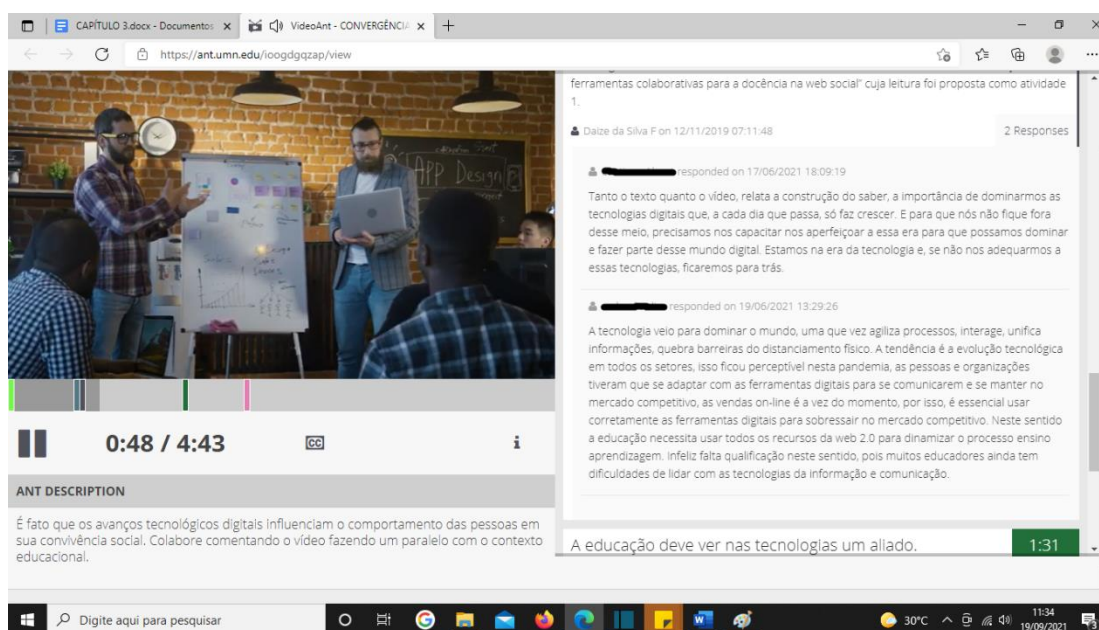 CAPÍTULO 3.docx - Documentos
VideoAnt - CONVERGÊNCIA
https://ant.umn.edu/ioogdgqzap/view
App Design
ferramentas colaborativas para a docência na web social" cuja leitura foi proposta como atividade
1.
Daize da Silva F on 12/11/2019 07:11:48
2 Responses
responded on 17/06/2021 18:09:19
Tanto o texto quanto o vídeo, relata a construção do saber, a importância de dominarmos as
tecnologias digitais que, a cada dia que passa, só faz crescer. E para que nós não fique fora
desse meio, precisamos nos capacitar nos aperfeiçoar a essa era para que possamos dominar
e fazer parte desse mundo digital. Estamos na era da tecnologia e, se não nos adequarmos a
essas tecnologias, ficaremos para trás.
responded on 19/06/2021 13:29:26
A tecnologia veio para dominar o mundo, uma que vez agiliza processos, interage, unifica
informações, quebra barreiras do distanciamento físico. A tendência é a evolução tecnológica
em todos os setores, isso ficou perceptível nesta pandemia, as pessoas e organizações
tiveram que se adaptar com as ferramentas digitais para se comunicarem e se manter no
mercado competitivo, as vendas on-line é a vez do momento, por isso, é essencial usar
corretamente as ferramentas digitais para sobressair no mercado competitivo. Neste sentido
a educação necessita usar todos os recursos da web 2.0 para dinamizar o processo ensino
aprendizagem. Infeliz falta qualificação neste sentido, pois muitos educadores ainda tem
dificuldades de lidar com as tecnologias da informação e comunicação.
A educação deve ver nas tecnologias um aliado.
1:31
0:48 / 4:43
CC
i
ANT DESCRIPTION
É fato que os avanços tecnológicos digitais influenciam o comportamento das pessoas em
sua convivência social. Colabore comentando o vídeo fazendo um paralelo com o contexto
educacional.
Digite aqui para pesquisar
30°C
11:34
19/09/2021